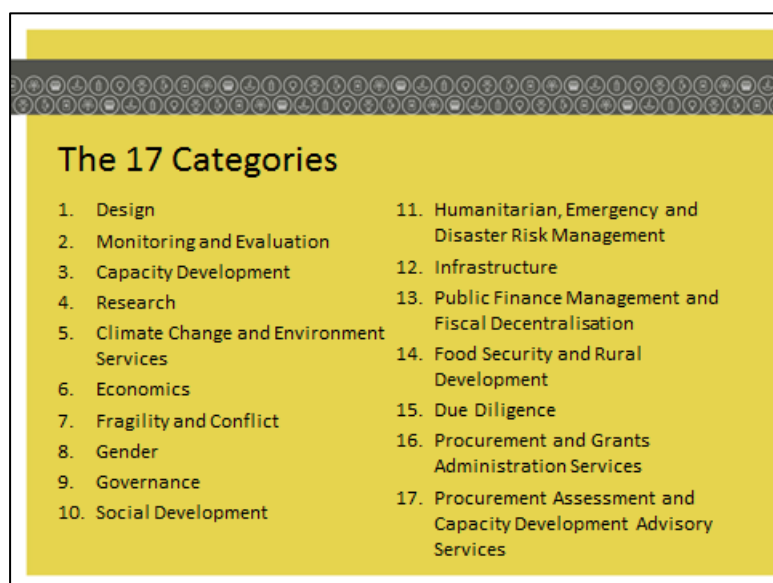 The 17 Categories
1. Design
2. Monitoring and Evaluation
3. Capacity Development
4. Research
5. Climate Change and Environment
Services
6. Economics
7. Fragility and Conflict
8. Gender
9. Governance
10. Social Development
11. Humanitarian, Emergency and
Disaster Risk Management
12. Infrastructure
13. Public Finance Management and
Fiscal Decentralisation
14. Food Security and Rural
Development
15. Due Diligence
16. Procurement and Grants
Administration Services
17. Procurement Assessment and
Capacity Development Advisory
Services